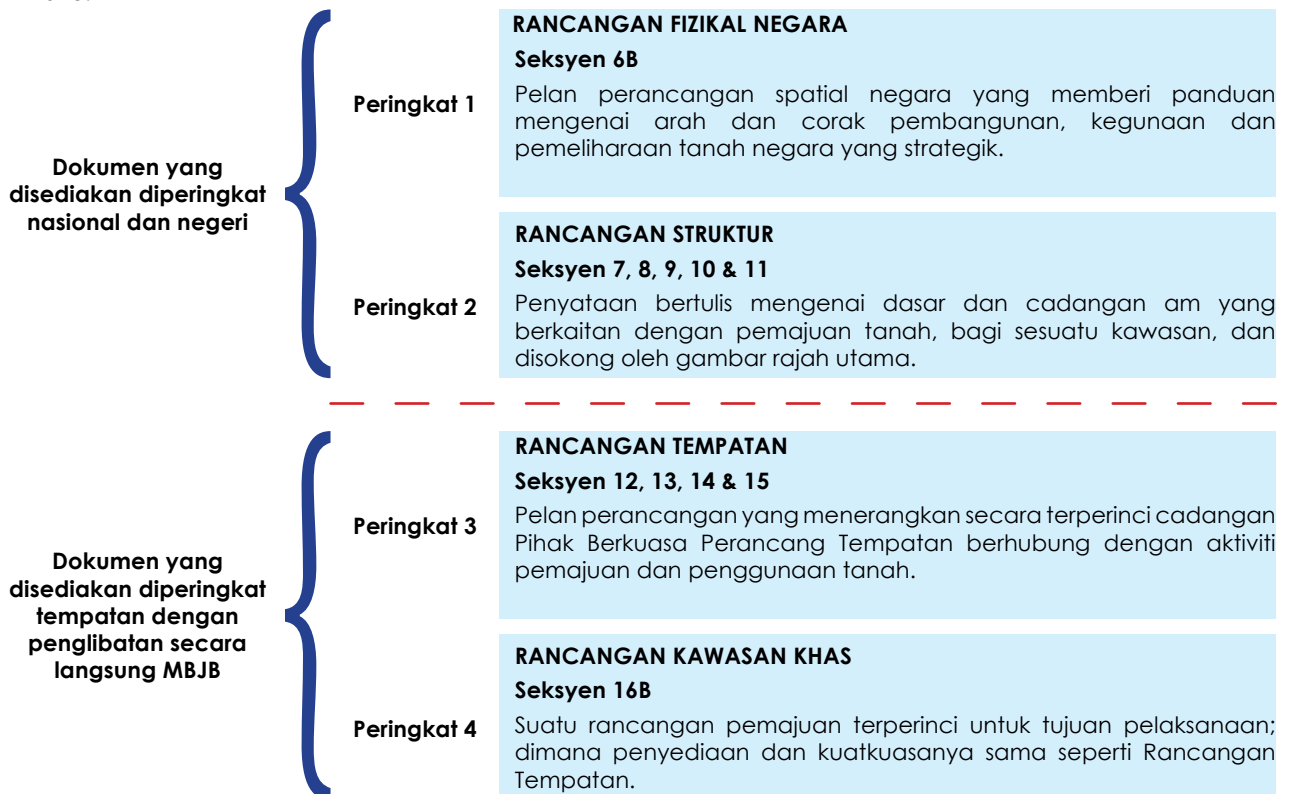 Dokumen yang
disediakan diperingkat
nasional dan negeri
Peringkat 1
RANCANGAN FIZIKAL NEGARA
Seksyen 6B
Pelan perancangan spatial negara yang memberi panduan
mengenai arah dan corak pembangunan, kegunaan dan
pemeliharaan tanah negara yang strategik.
Peringkat 2
RANCANGAN STRUKTUR
Seksyen 7, 8, 9, 10 & 11
Penyataan bertulis mengenai dasar dan cadangan am yang
berkaitan dengan pemajuan tanah, bagi sesuatu kawasan, dan
disokong oleh gambar rajah utama.
Dokumen yang
disediakan diperingkat
tempatan dengan
penglibatan secara
langsung MBJB
Peringkat 3
RANCANGAN TEMPATAN
Seksyen 12, 13, 14 & 15
Pelan perancangan yang menerangkan secara terperinci cadangan
Pihak Berkuasa Perancang Tempatan berhubung dengan aktiviti
pemajuan dan penggunaan tanah.
Peringkat 4
RANCANGAN KAWASAN KHAS
Seksyen 16B
Suatu rancangan pemajuan terperinci untuk tujuan pelaksanaan;
dimana penyediaan dan kuatkuasanya sama seperti Rancangan
Tempatan.